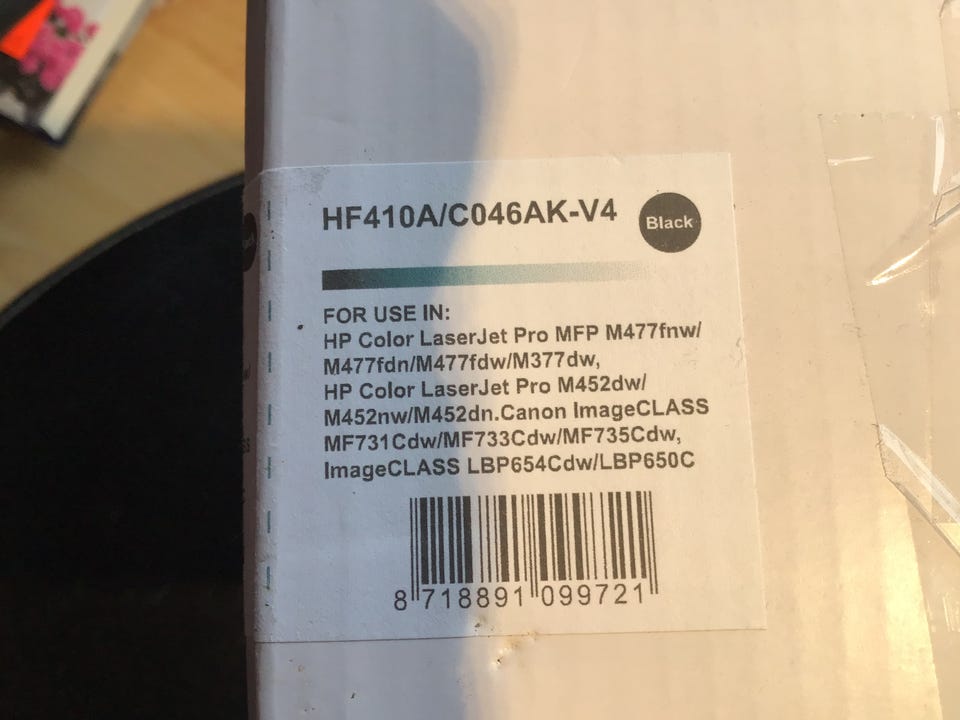 HF410A/C046AK-V4
Black
FOR USE IN:
HP Color LaserJet Pro MFP M477fnw/
M477fdn/M477fdw/M377dw,
HP Color LaserJet Pro M452dw/
M452nw/M452dn.Canon ImageCLASS
MF731Cdw/MF733Cdw/MF735Cdw,
ImageCLASS LBP654Cdw/LBP650C
8 718891 099721